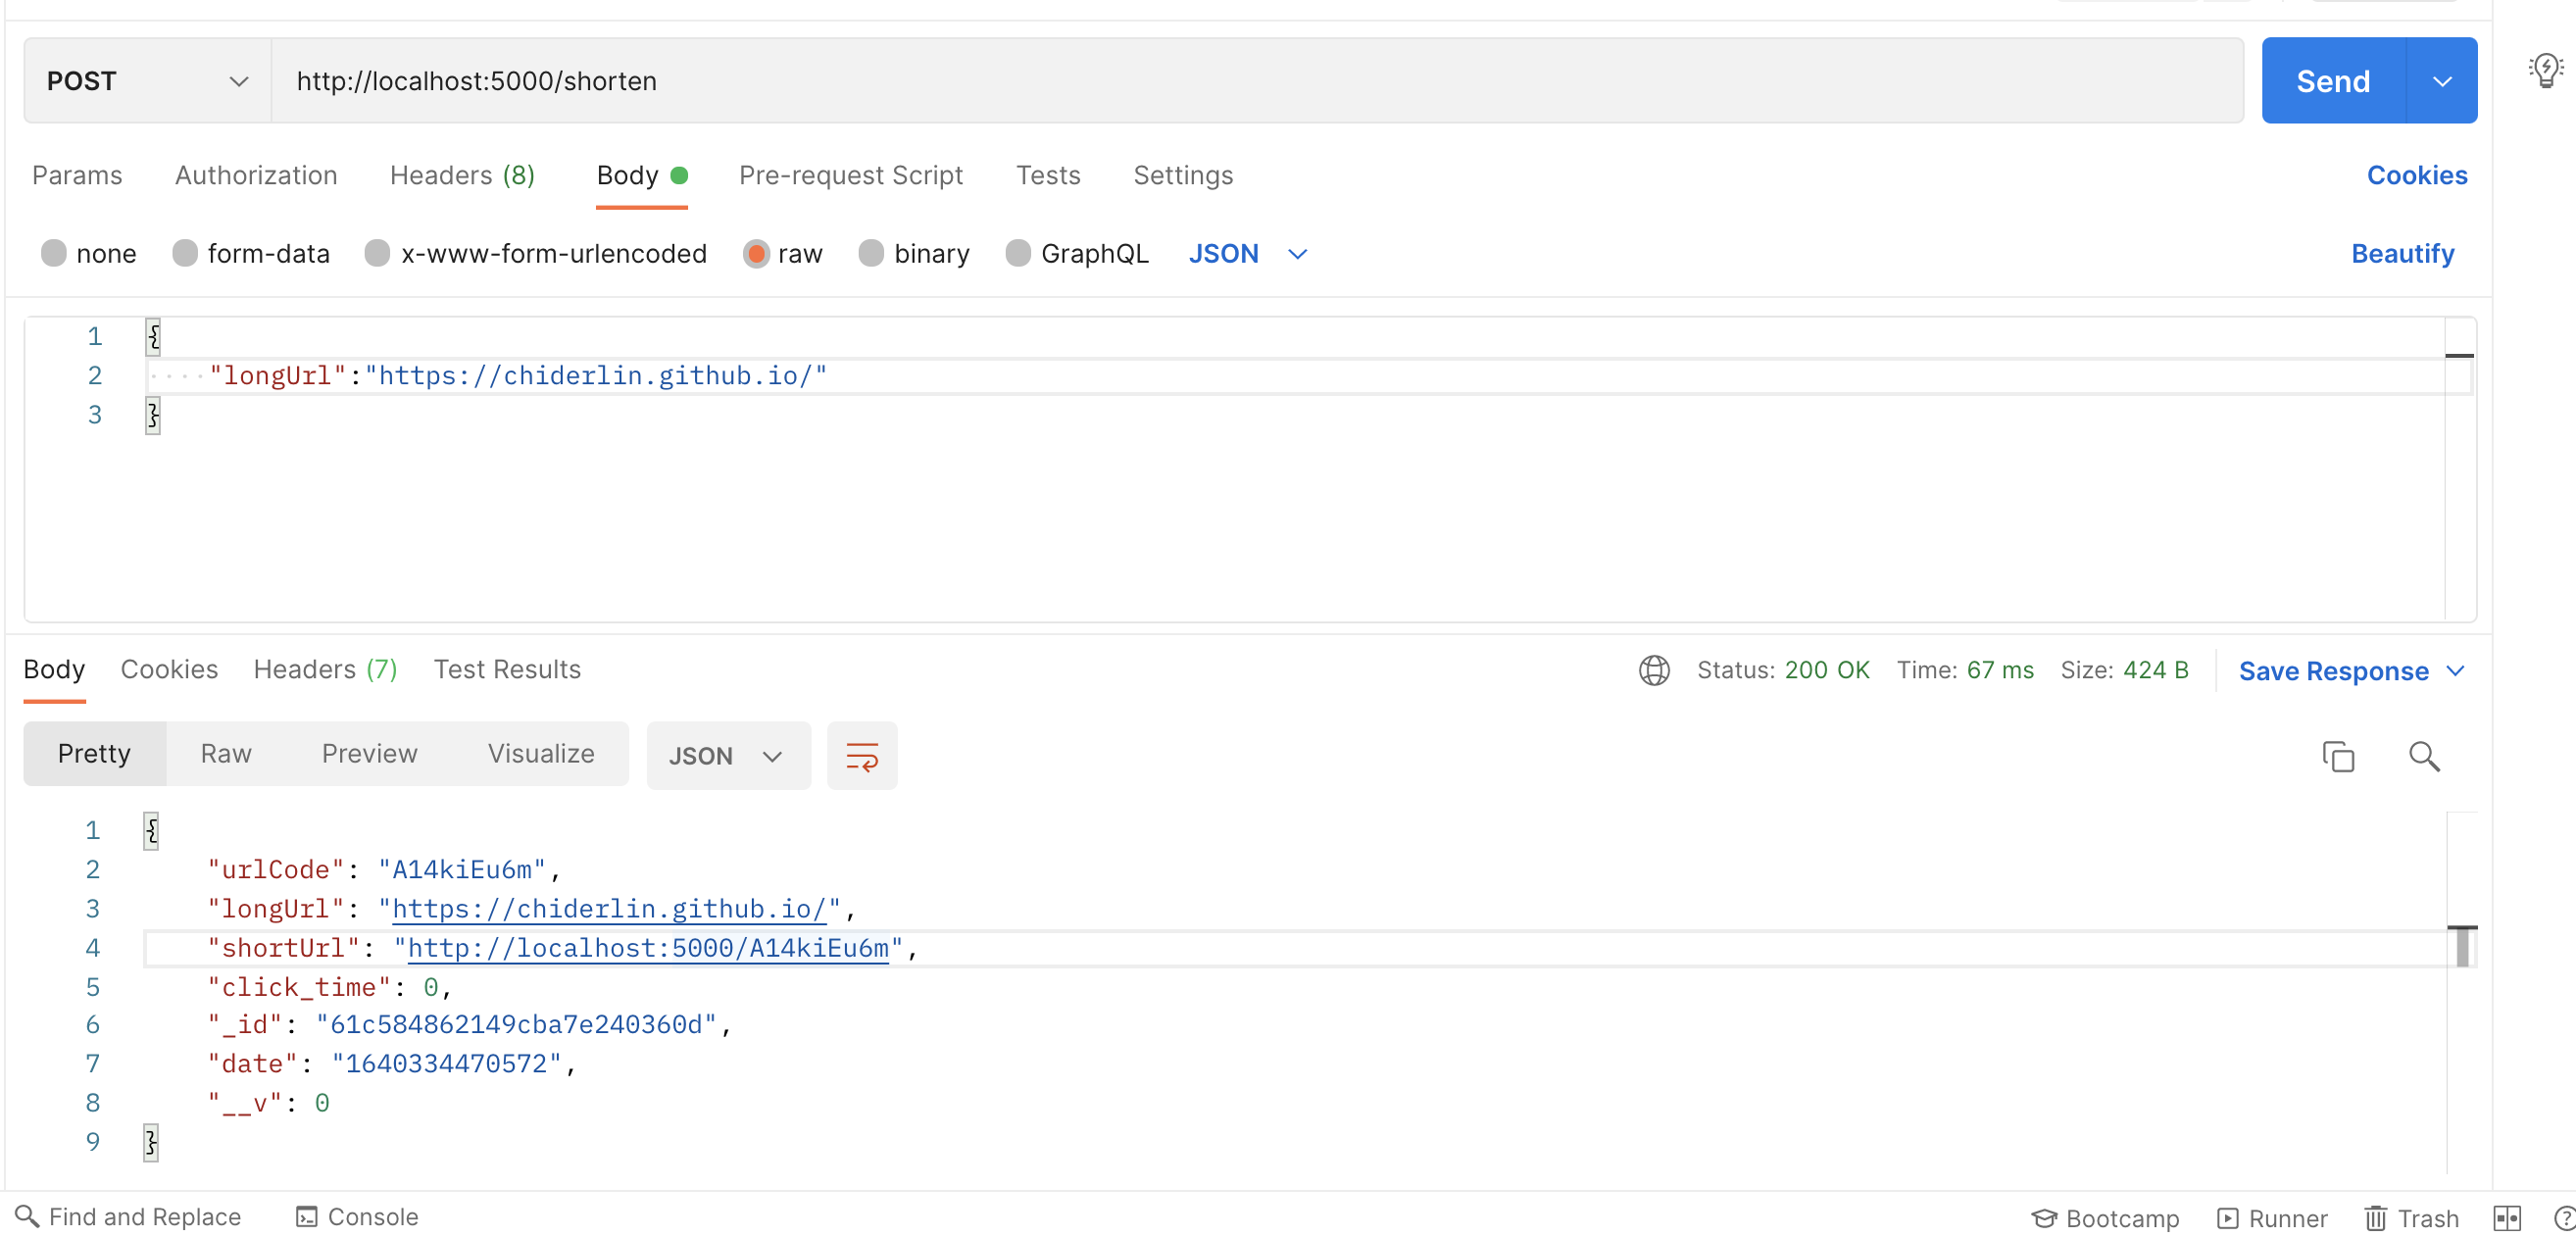 POST http://localhost:5000/shorten Send
Params Authorization Headers (8) Body Pre-request Script Tests Settings Cookies
none form-data x-www-form-urlencoded raw binary GraphQL JSON Beautify
1 {
2 "longUrl":"https://chiderlin.github.io/"
3 }
Body Cookies Headers (7) Test Results Status: 200 OK Time: 67 ms Size: 424 B Save Response
Pretty Raw Preview Visualize JSON
1 {
2 "urlCode": "A14kiEu6m",
3 "longUrl": "https://chiderlin.github.io/",
4 "shortUrl": "http://localhost:5000/A14kiEu6m",
5 "click_time": 0,
6 "_id": "61c584862149cba7e240360d",
7 "date": "1640334470572",
8 "__v": 0
9 }
Find and Replace Console Bootcamp Runner Trash